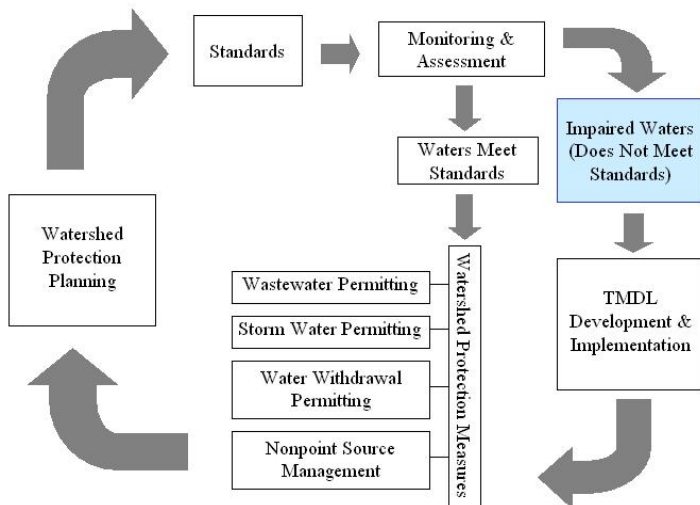 Standards
Monitoring &
Assessment
Impaired Waters
(Does Not Meet
Standards)
Waters Meet
Standards
Watershed
Protection
Planning
Wastewater Permitting
Storm Water Permitting
Water Withdrawal
Permitting
Nonpoint Source
Management
Watershed Protection Measures
TMDL
Development &
Implementation